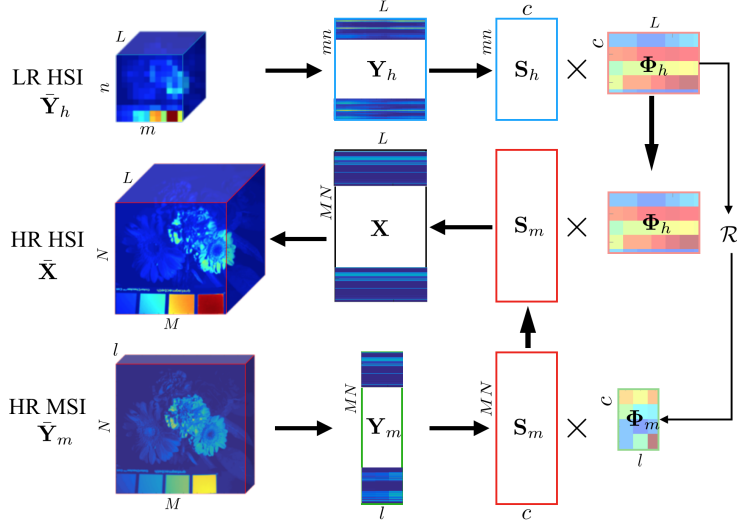 L
n
m
LR HSI
Ȳ_h
L
mn
Y_h
c
mn
S_h
×
L
c
Φ_h
L
N
M
HR HSI
X̄
L
MN
X
S_m
×
Φ_h
R
l
N
M
HR MSI
Ȳ_m
MN
Y_m
l
MN
S_m
c
×
c
Φ_m
l